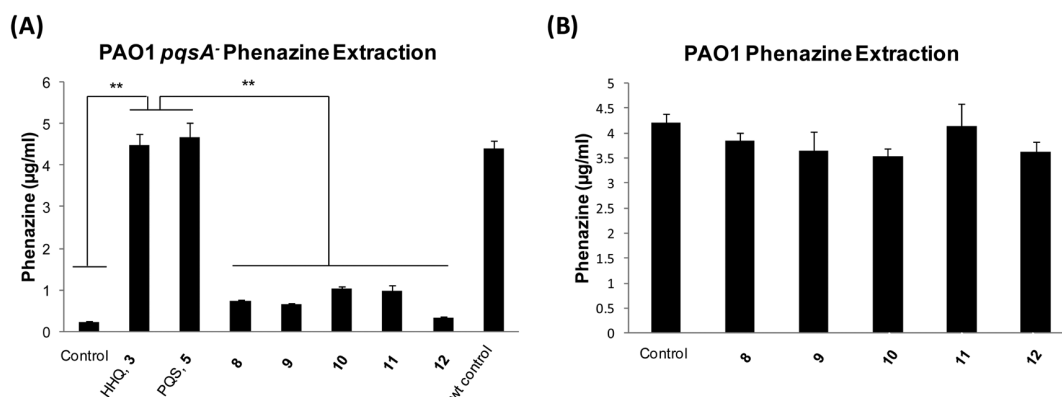 (A)
PAO1 pqsA- Phenazine Extraction
Phenazine (µg/ml)
6
5
4
3
2
1
0
**
**
Control
HHQ, 3
PQS, 5
8
9
10
11
12
wt control
(B)
PAO1 Phenazine Extraction
Phenazine (µg/ml)
5
4.5
4
3.5
3
2.5
2
1.5
1
0.5
0
Control
8
9
10
11
12